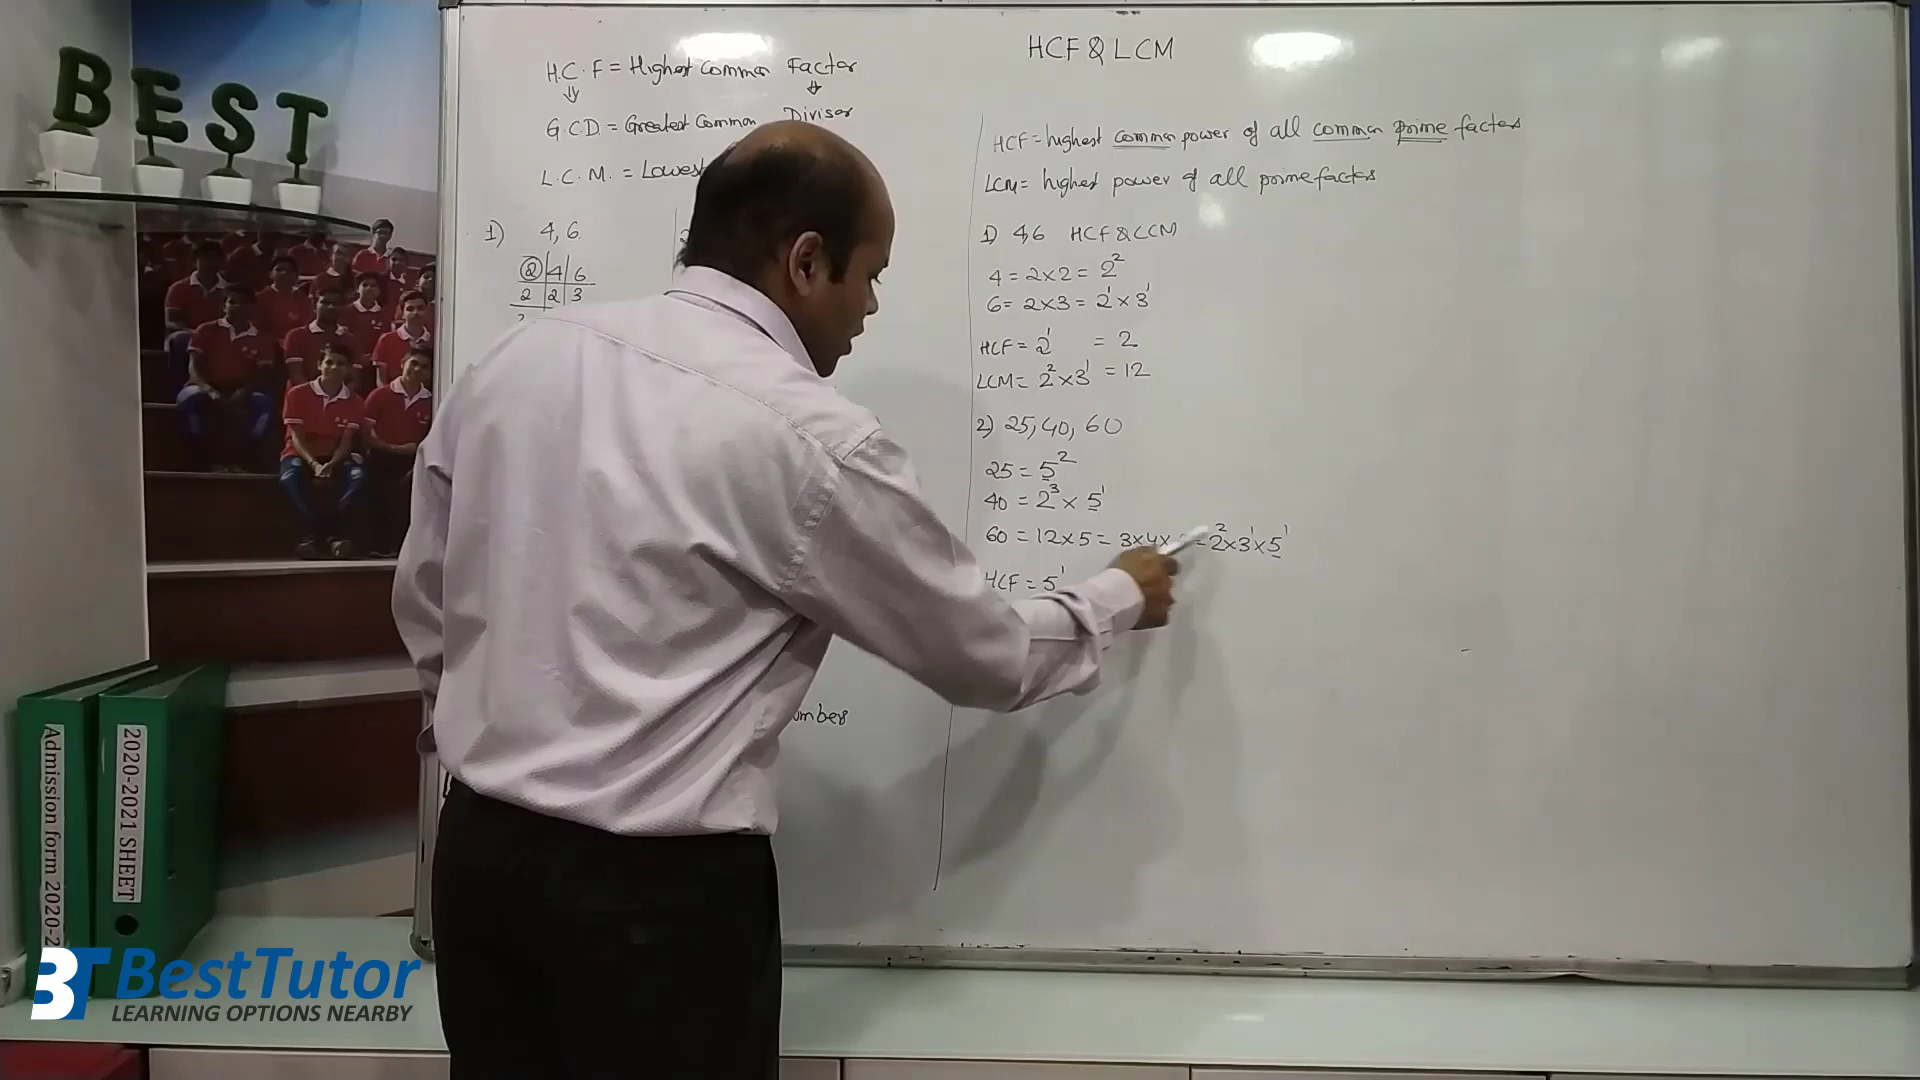 BEST
HCF & LCM
H.C.F = Highest Common Factor
G.C.D. = Greatest Common Divisor
L.C.M. = Lowest
1) 4, 6
2 | 4 | 6
2 | 2 | 3
HCF = highest common power of all common prime factors
LCM = highest power of all prime factors
1) 4,6 HCF & LCM
4 = 2×2 = 2²
6 = 2×3 = 2¹×3¹
HCF = 2¹ = 2
LCM = 2²×3¹ = 12
2) 25, 40, 60
25 = 5²
40 = 2³ × 5¹
60 = 12×5 = 3×4× = 2²×3¹×5¹
HCF = 5¹
Admission form 2020-2
2020-2021 SHEET
BT BestTutor
LEARNING OPTIONS NEARBY